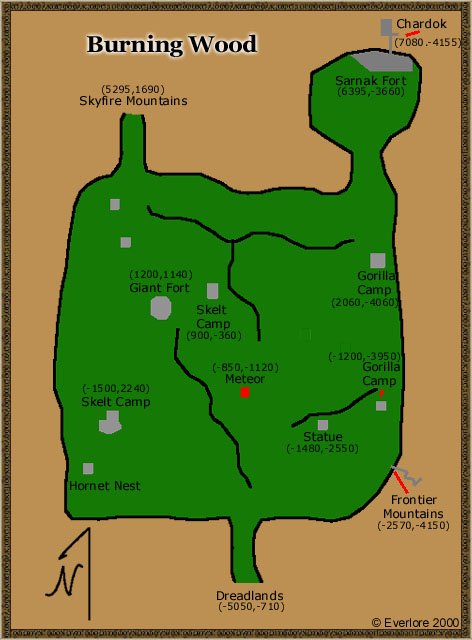 Chardok
(7080.-4155)
Burning Wood
Sarnak Fort
(6395,-3660)
(5295,1690)
Skyfire Mountains
(1200,1140)
Giant Fort
Gorilla
Camp
(2060,-4060)
Skelt
Camp
(900,-360)
(-1200,-3950)
Gorilla
Camp
(-850,-1120)
Meteor
(-1500,2240)
Skelt Camp
Statue
(-1480,-2550)
Hornet Nest
Frontier
Mountains
(-2570,-4150)
N
Dreadlands
(-5050,-710)
© Everlore 2000